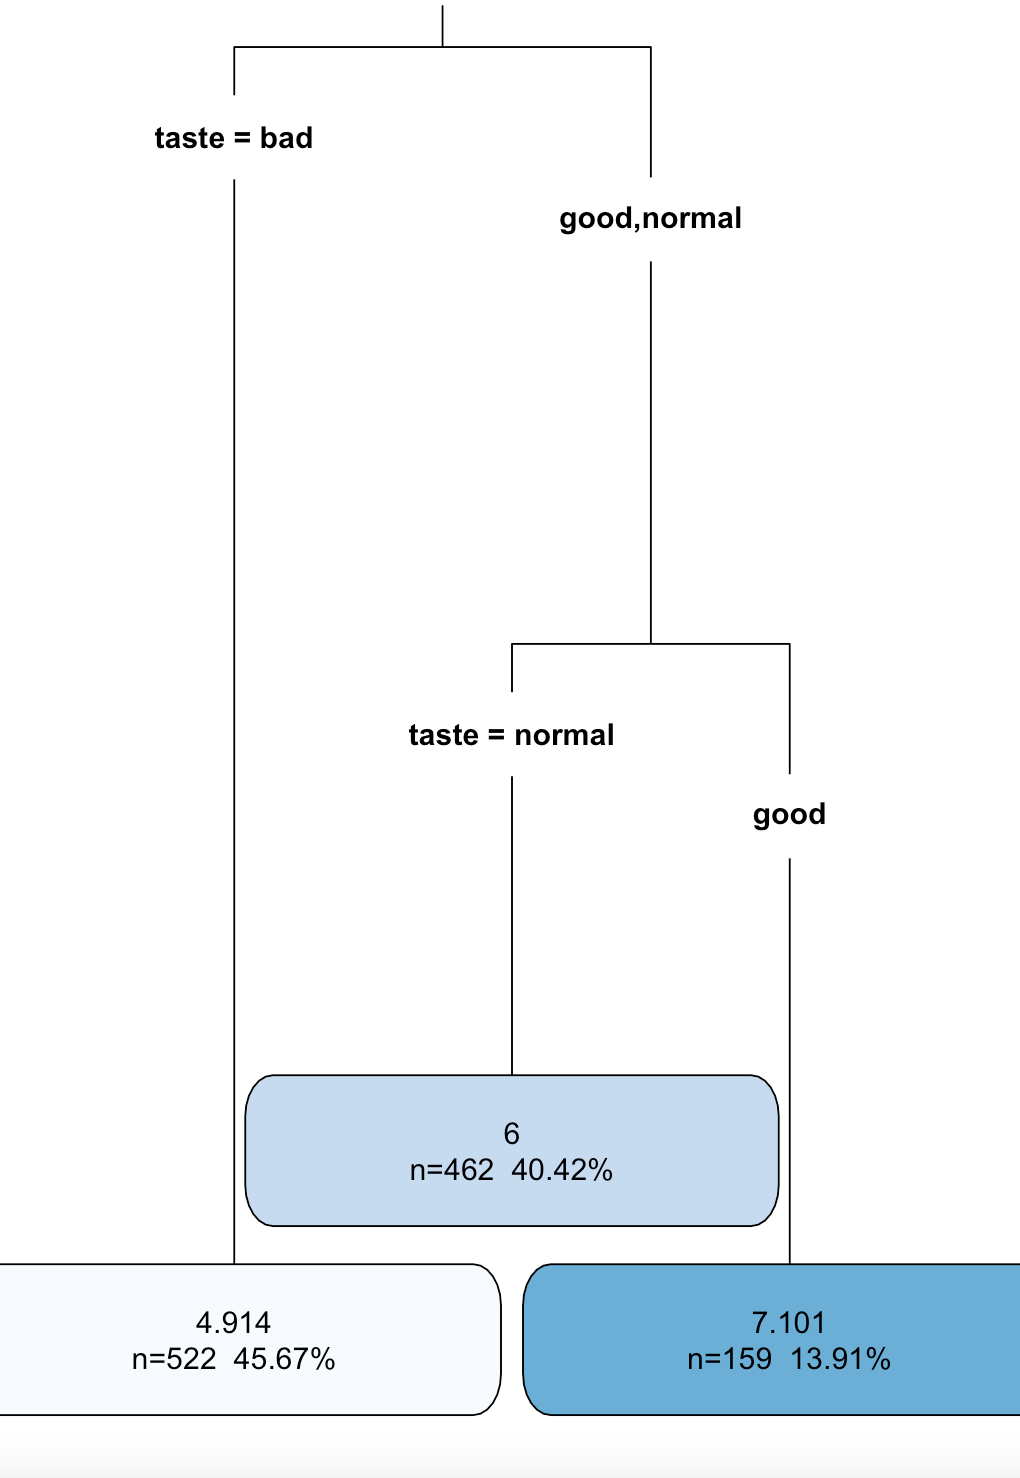 taste = bad
good,normal
taste = normal
good
6
n=462 40.42%
4.914
n=522 45.67%
7.101
n=159 13.91%